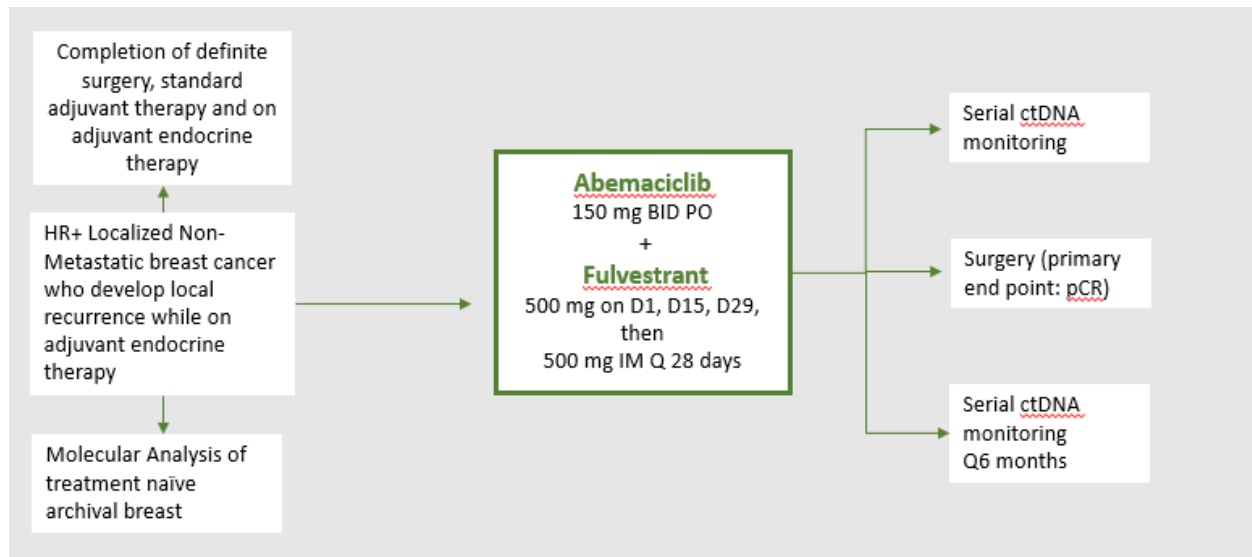 Completion of definite
surgery, standard
adjuvant therapy and on
adjuvant endocrine
therapy
HR+ Localized Non-
Metastatic breast cancer
who develop local
recurrence while on
adjuvant endocrine
therapy
Molecular Analysis of
treatment naïve
archival breast
Abemaciclib
150 mg BID PO
+
Fulvestrant
500 mg on D1, D15, D29,
then
500 mg IM Q 28 days
Serial ctDNA
monitoring
Surgery (primary
end point: pCR)
Serial ctDNA
monitoring
Q6 months